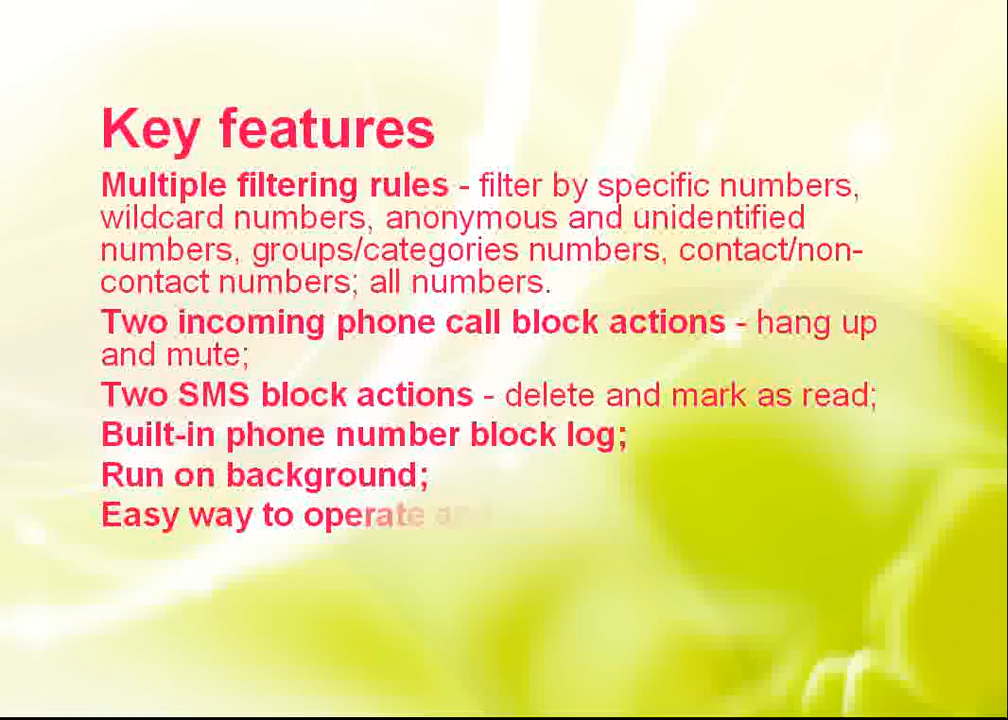 Key features
Multiple filtering rules - filter by specific numbers,
wildcard numbers, anonymous and unidentified
numbers, groups/categories numbers, contact/non-
contact numbers; all numbers.
Two incoming phone call block actions - hang up
and mute;
Two SMS block actions - delete and mark as read;
Built-in phone number block log;
Run on background;
Easy way to operate and